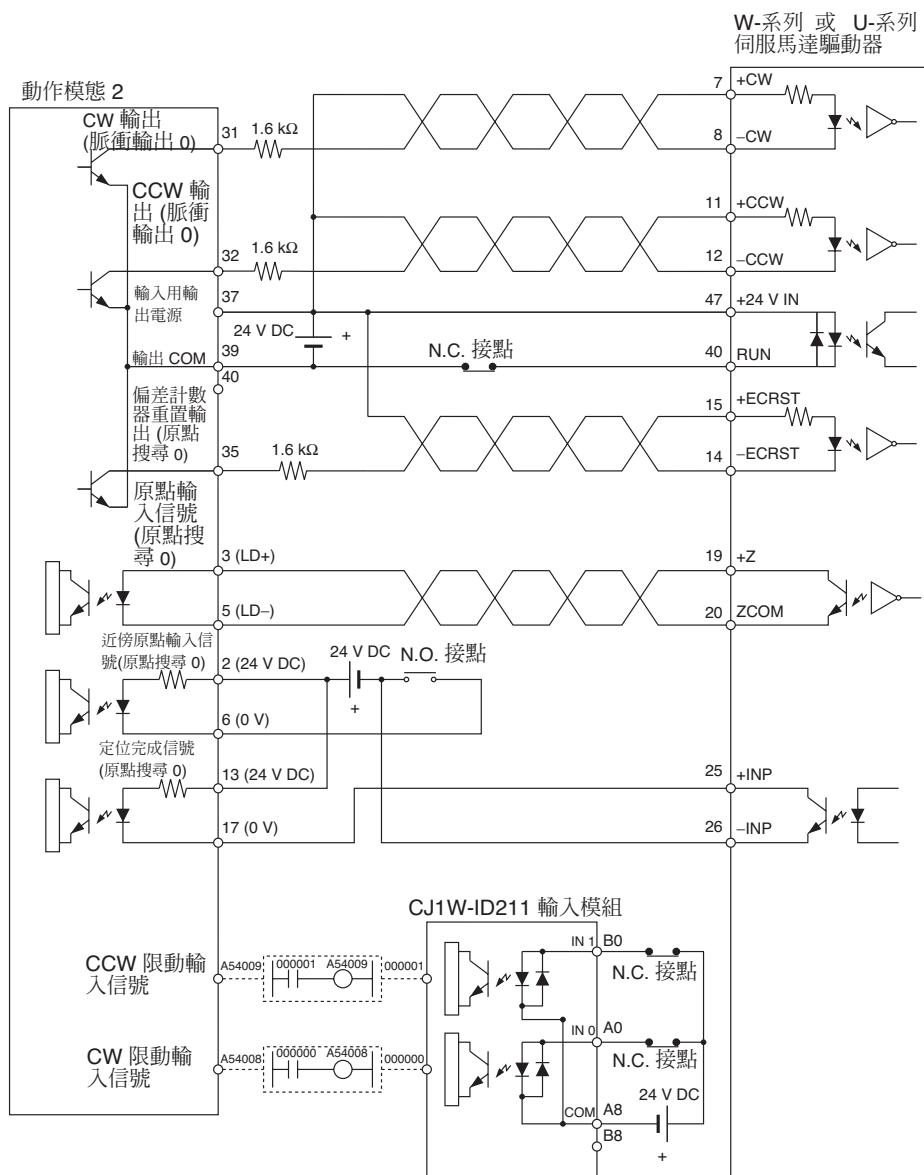 W-系列 或 U-系列
伺服馬達驅動器
動作模態 2
CW 輸出
(脈衝輸出 0)
31
1.6 kΩ
7
+CW
8
–CW
CCW 輸
出 (脈衝
輸出 0)
32
1.6 kΩ
11
+CCW
12
–CCW
輸入用輸
出電源
37
24 V DC
+
47
+24 V IN
輸出 COM
39
40
N.C. 接點
40
RUN
偏差計數
器重置輸
出 (原點
搜尋 0)
35
1.6 kΩ
15
+ECRST
14
–ECRST
原點輸
入信號
(原點搜
尋 0)
3 (LD+)
5 (LD–)
19
+Z
20
ZCOM
近傍原點輸入信
號(原點搜尋 0)
2 (24 V DC)
6 (0 V)
24 V DC
+
N.O. 接點
定位完成信號
(原點搜尋 0)
13 (24 V DC)
17 (0 V)
25
+INP
26
–INP
CJ1W-ID211 輸入模組
CCW 限動輸
入信號
A54009
000001
A54009
000001
IN 1
B0
N.C. 接點
CW 限動輸
入信號
A54008
000000
A54008
000000
IN 0
A0
N.C. 接點
COM
A8
24 V DC
B8
+